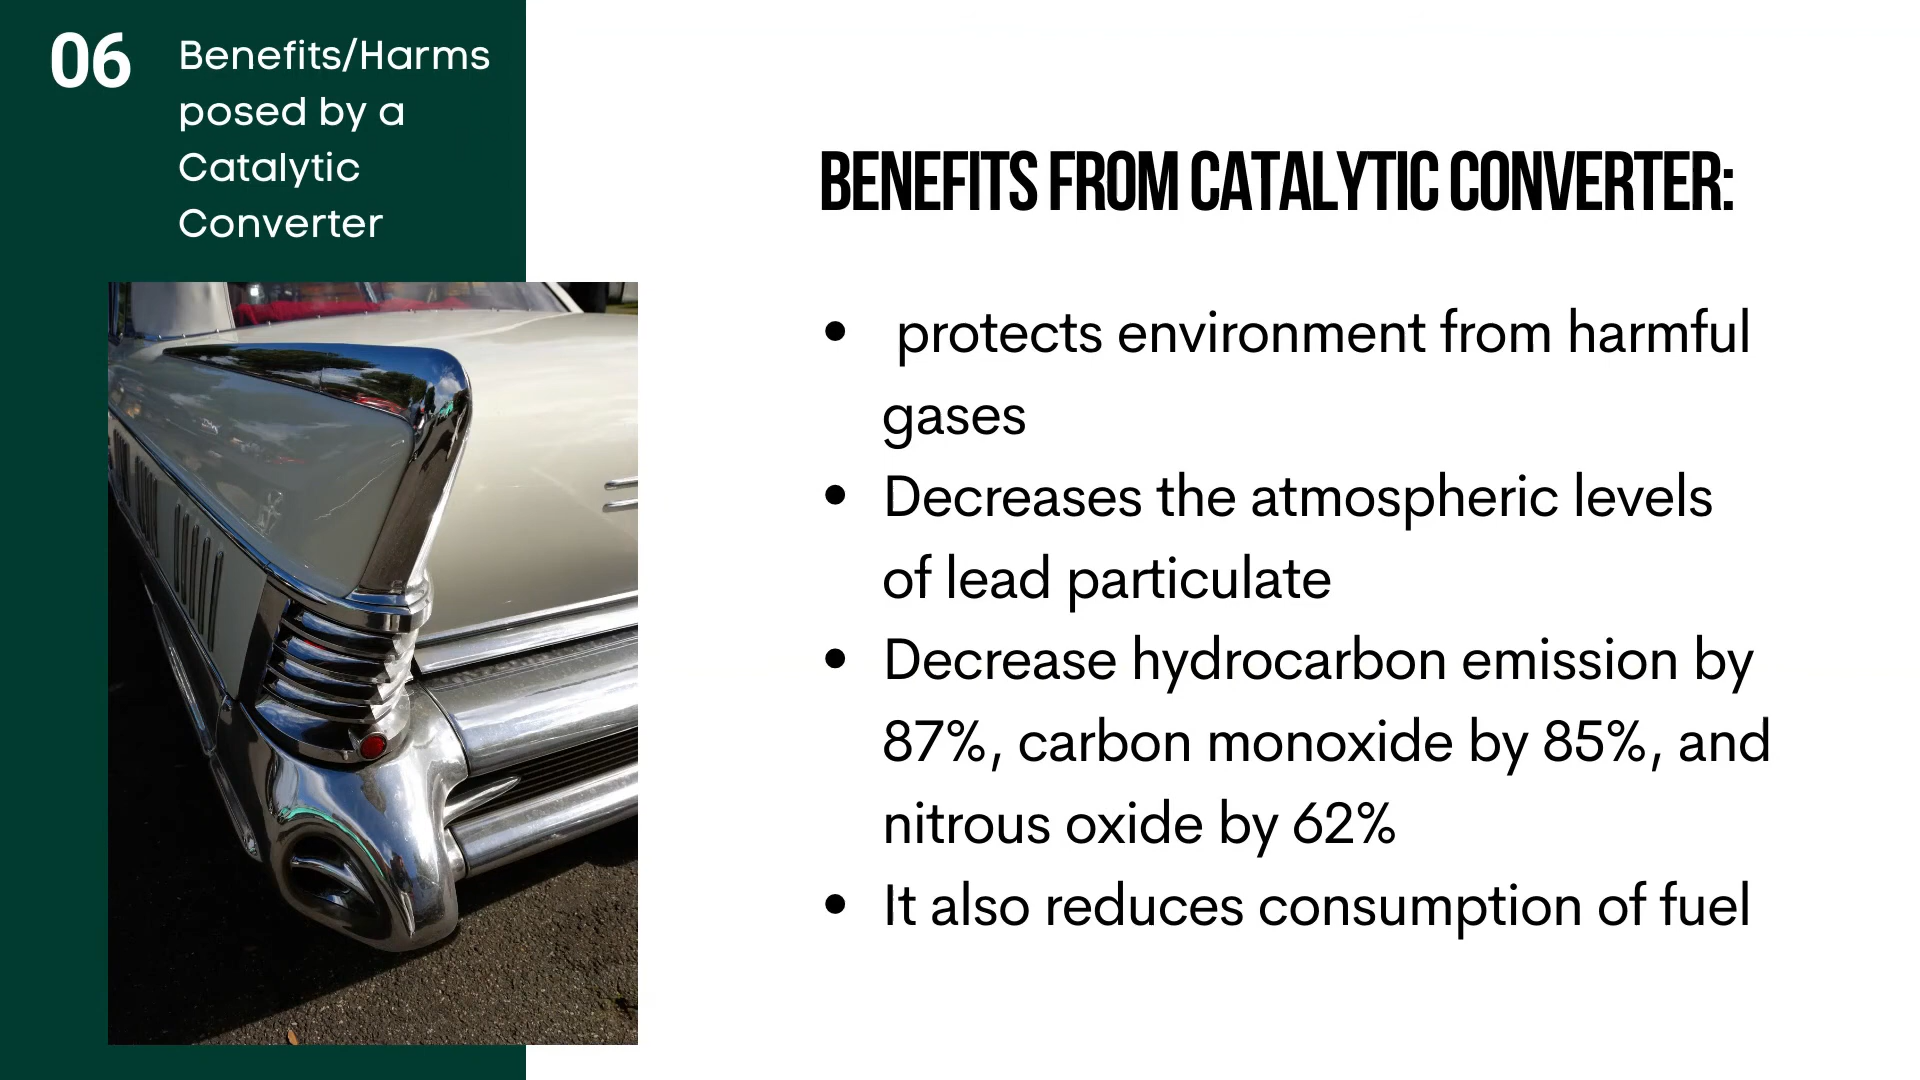 06
Benefits/Harms
posed by a
Catalytic
Converter
BENEFITS FROM CATALYTIC CONVERTER:
• protects environment from harmful
gases
• Decreases the atmospheric levels
of lead particulate
• Decrease hydrocarbon emission by
87%, carbon monoxide by 85%, and
nitrous oxide by 62%
• It also reduces consumption of fuel